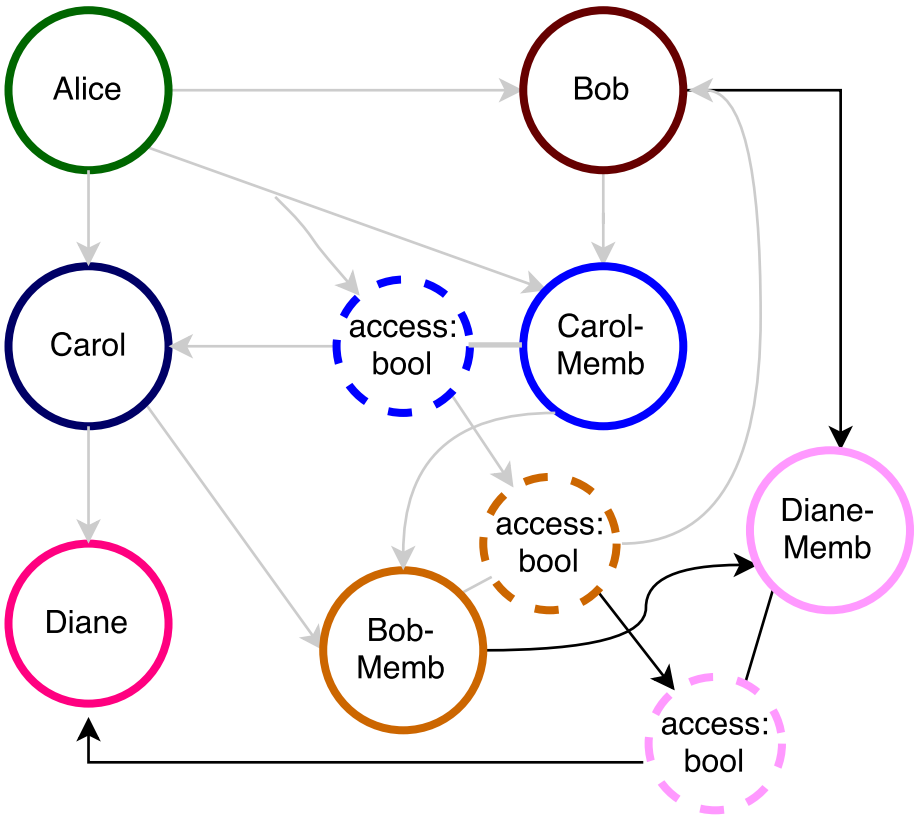 Alice
Bob
Carol
access:
bool
Carol-
Memb
access:
bool
Diane-
Memb
Diane
Bob-
Memb
access:
bool